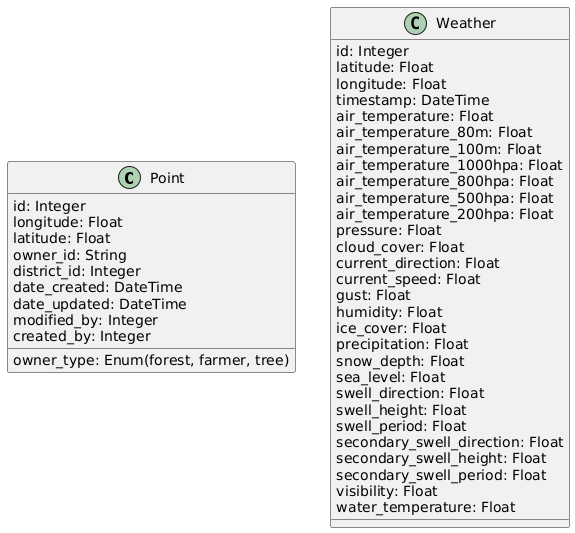 C Point
id: Integer
longitude: Float
latitude: Float
owner_id: String
district_id: Integer
date_created: DateTime
date_updated: DateTime
modified_by: Integer
created_by: Integer
owner_type: Enum(forest, farmer, tree)
C Weather
id: Integer
latitude: Float
longitude: Float
timestamp: DateTime
air_temperature: Float
air_temperature_80m: Float
air_temperature_100m: Float
air_temperature_1000hpa: Float
air_temperature_800hpa: Float
air_temperature_500hpa: Float
air_temperature_200hpa: Float
pressure: Float
cloud_cover: Float
current_direction: Float
current_speed: Float
gust: Float
humidity: Float
ice_cover: Float
precipitation: Float
snow_depth: Float
sea_level: Float
swell_direction: Float
swell_height: Float
swell_period: Float
secondary_swell_direction: Float
secondary_swell_height: Float
secondary_swell_period: Float
visibility: Float
water_temperature: Float